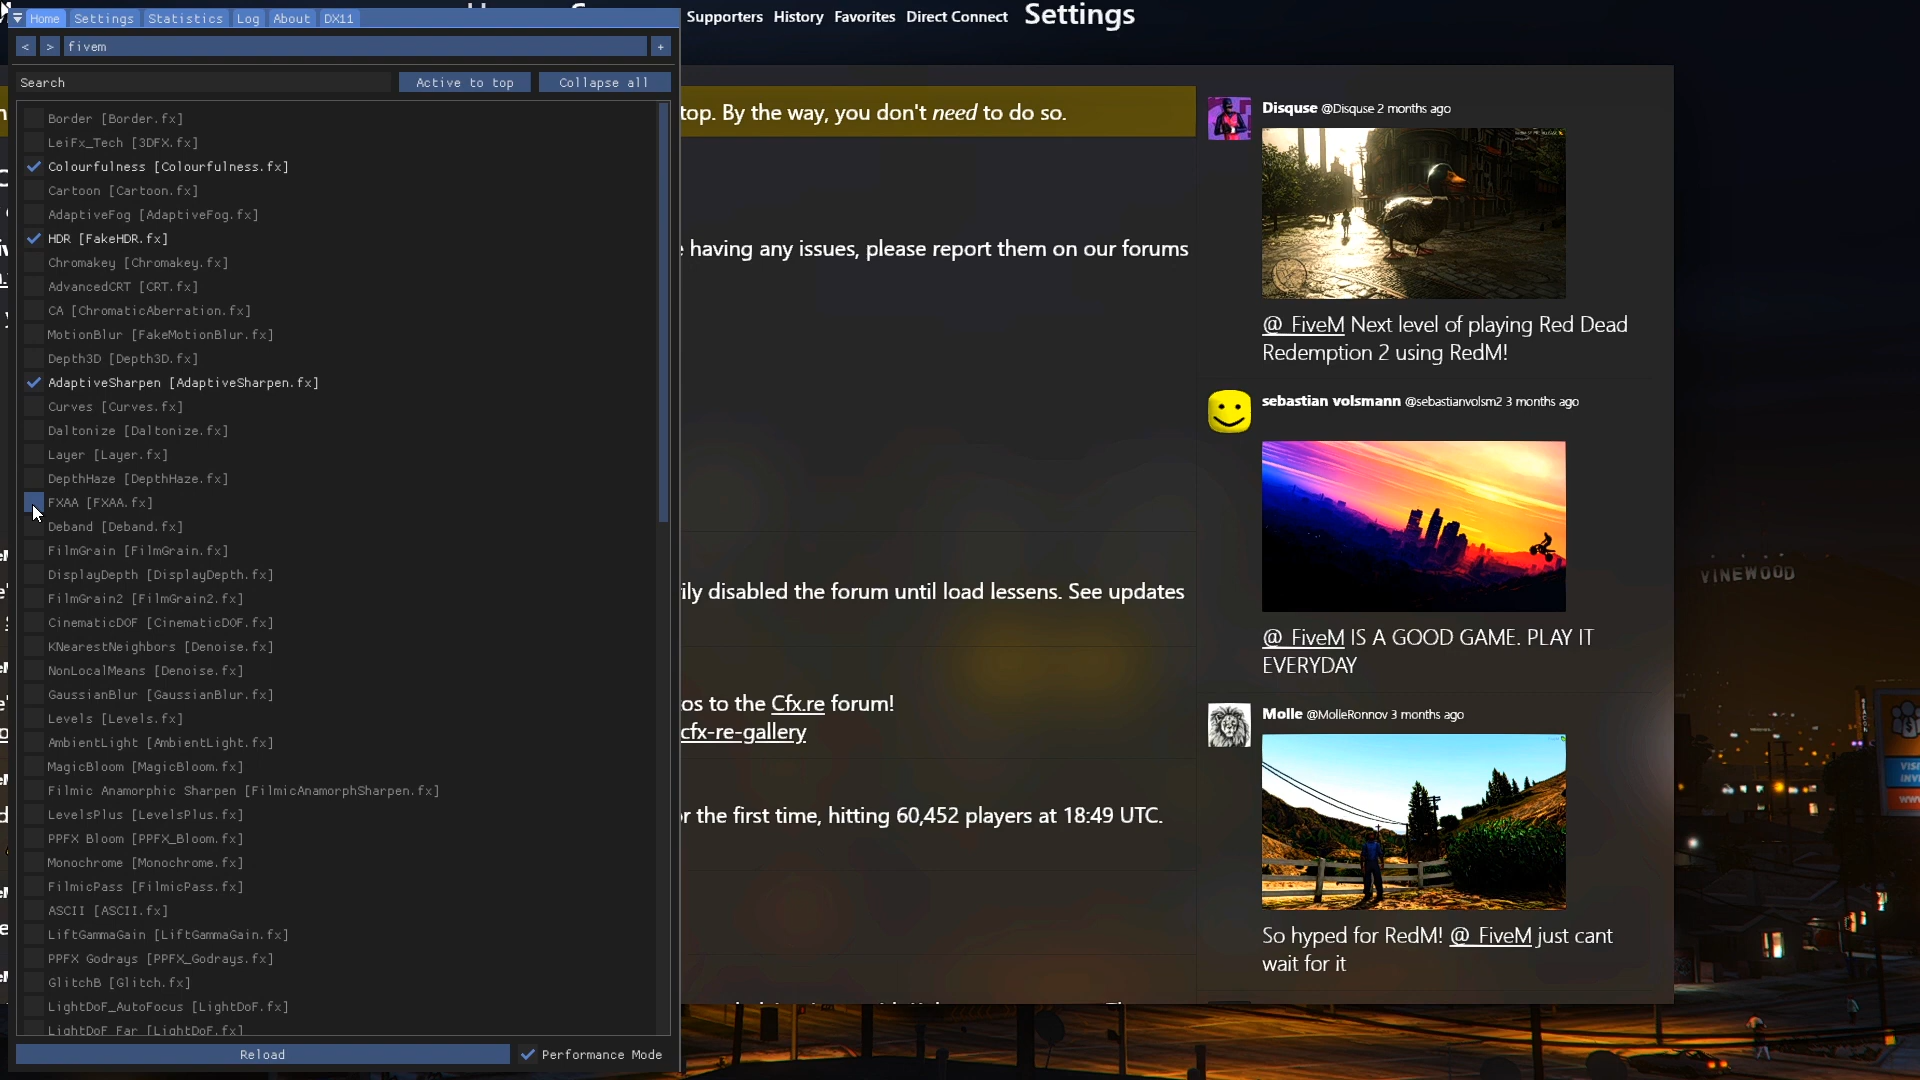 Home Settings Statistics Log About DX11
< > fivem +
Search Active to top Collapse all
Border [Border.fx]
LeiFx_Tech [3DFX.fx]
Colourfulness [Colourfulness.fx]
Cartoon [Cartoon.fx]
AdaptiveFog [AdaptiveFog.fx]
HDR [FakeHDR.fx]
Chromakey [Chromakey.fx]
AdvancedCRT [CRT.fx]
CA [ChromaticAberration.fx]
MotionBlur [FakeMotionBlur.fx]
Depth3D [Depth3D.fx]
AdaptiveSharpen [AdaptiveSharpen.fx]
Curves [Curves.fx]
Daltonize [Daltonize.fx]
Layer [Layer.fx]
DepthHaze [DepthHaze.fx]
FXAA [FXAA.fx]
Deband [Deband.fx]
FilmGrain [FilmGrain.fx]
DisplayDepth [DisplayDepth.fx]
FilmGrain2 [FilmGrain2.fx]
CinematicDOF [CinematicDOF.fx]
KNearestNeighbors [Denoise.fx]
NonLocalMeans [Denoise.fx]
GaussianBlur [GaussianBlur.fx]
Levels [Levels.fx]
AmbientLight [AmbientLight.fx]
MagicBloom [MagicBloom.fx]
Filmic Anamorphic Sharpen [FilmicAnamorphSharpen.fx]
LevelsPlus [LevelsPlus.fx]
PPFX Bloom [PPFX_Bloom.fx]
Monochrome [Monochrome.fx]
FilmicPass [FilmicPass.fx]
ASCII [ASCII.fx]
LiftGammaGain [LiftGammaGain.fx]
PPFX Godrays [PPFX_Godrays.fx]
GlitchB [Glitch.fx]
LightDoF_AutoFocus [LightDoF.fx]
LightDoF_Far [LightDoF.fx]
Reload Performance Mode
Supporters History Favorites Direct Connect Settings
top. By the way, you don't need to do so.
having any issues, please report them on our forums
ily disabled the forum until load lessens. See updates
os to the Cfx.re forum!
cfx-re-gallery
r the first time, hitting 60,452 players at 18:49 UTC.
Disquse @Disquse 2 months ago
@_FiveM Next level of playing Red Dead
Redemption 2 using RedM!
sebastian volsmann @sebastianvolsm2 3 months ago
@_FiveM IS A GOOD GAME. PLAY IT
EVERYDAY
Molle @MolleRonnov 3 months ago
So hyped for RedM! @_FiveM just cant
wait for it
VINEWOOD